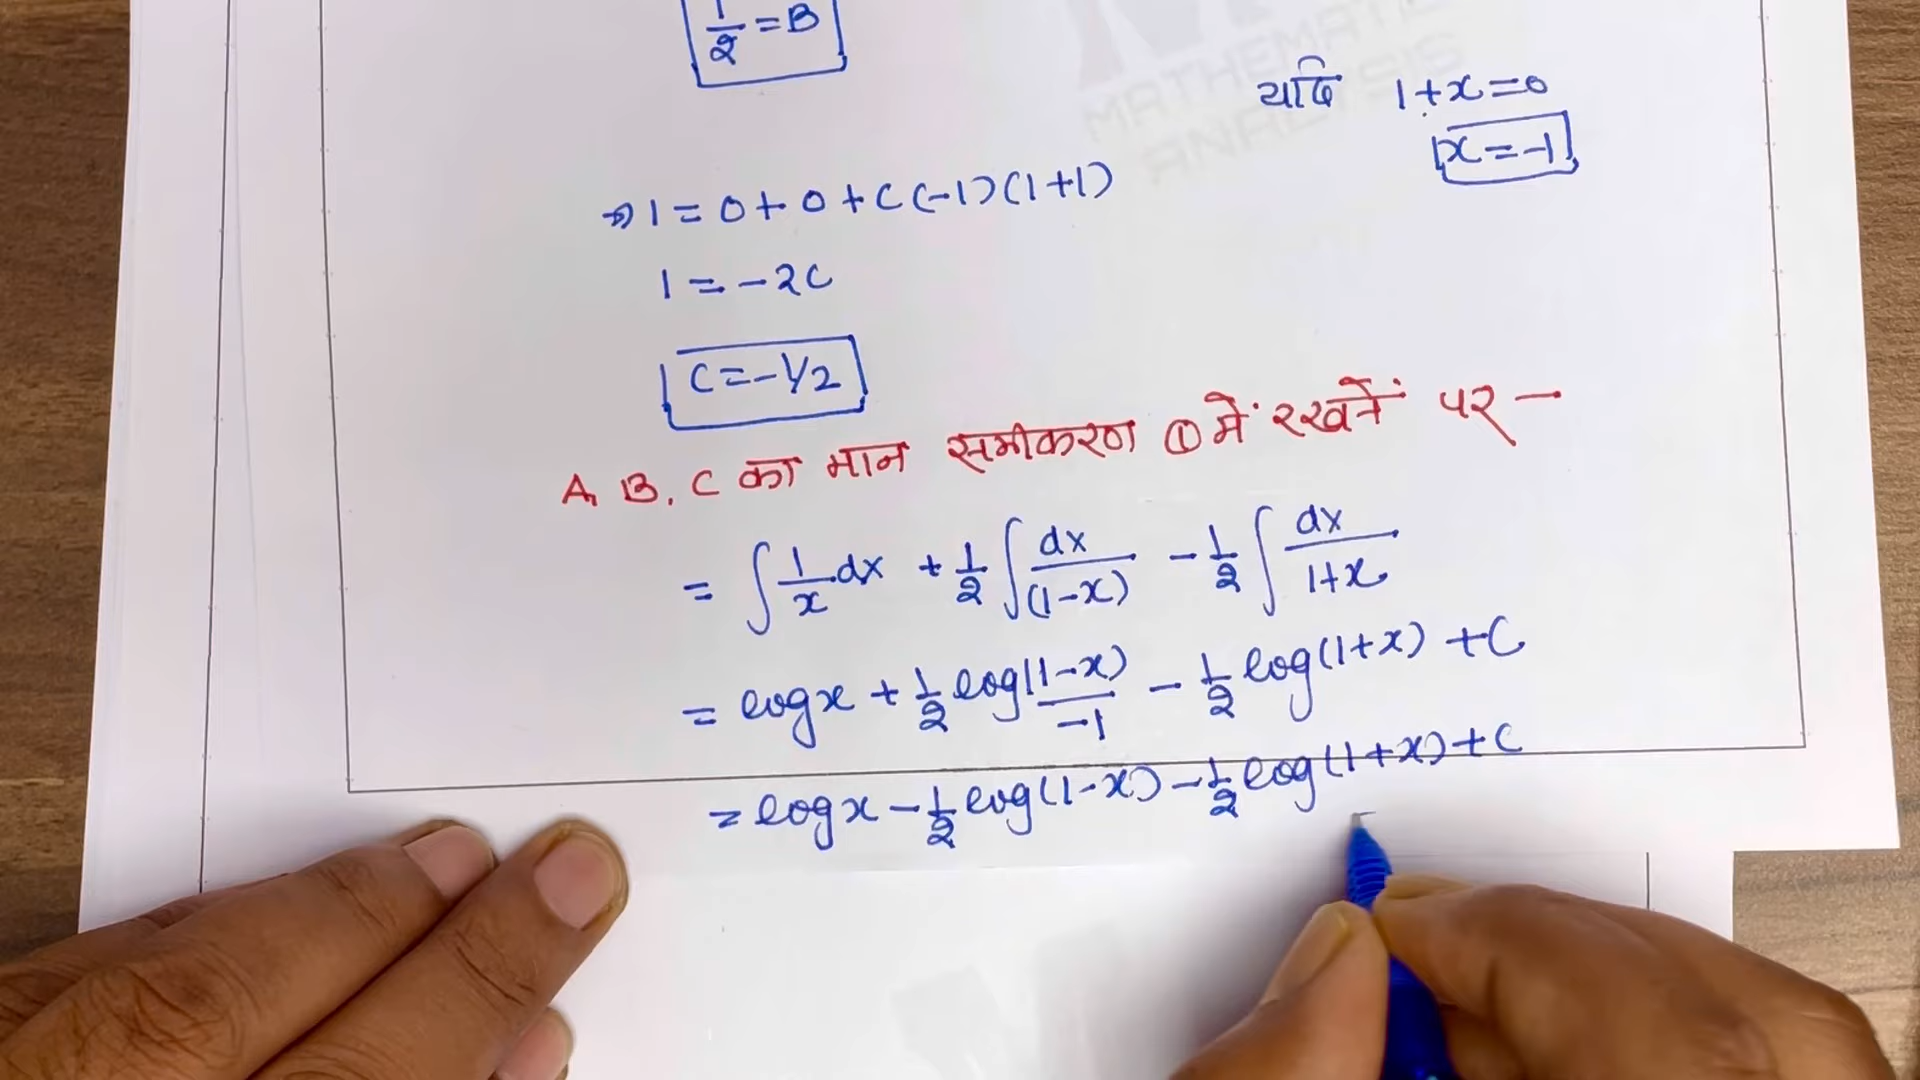 1/2 = B
MATHEMATIC
ANALYSIS
यदि 1+x=0
x=-1
⇒ 1 = 0 + 0 + C(-1)(1+1)
1 = -2C
C = -1/2
A, B, C का मान समीकरण ① में रखनें पर –
= ∫ 1/x dx + 1/2 ∫ dx/(1-x) - 1/2 ∫ dx/1+x
= log x + 1/2 log(1-x)/-1 - 1/2 log(1+x) + C
= log x - 1/2 log(1-x) - 1/2 log(1+x) + C